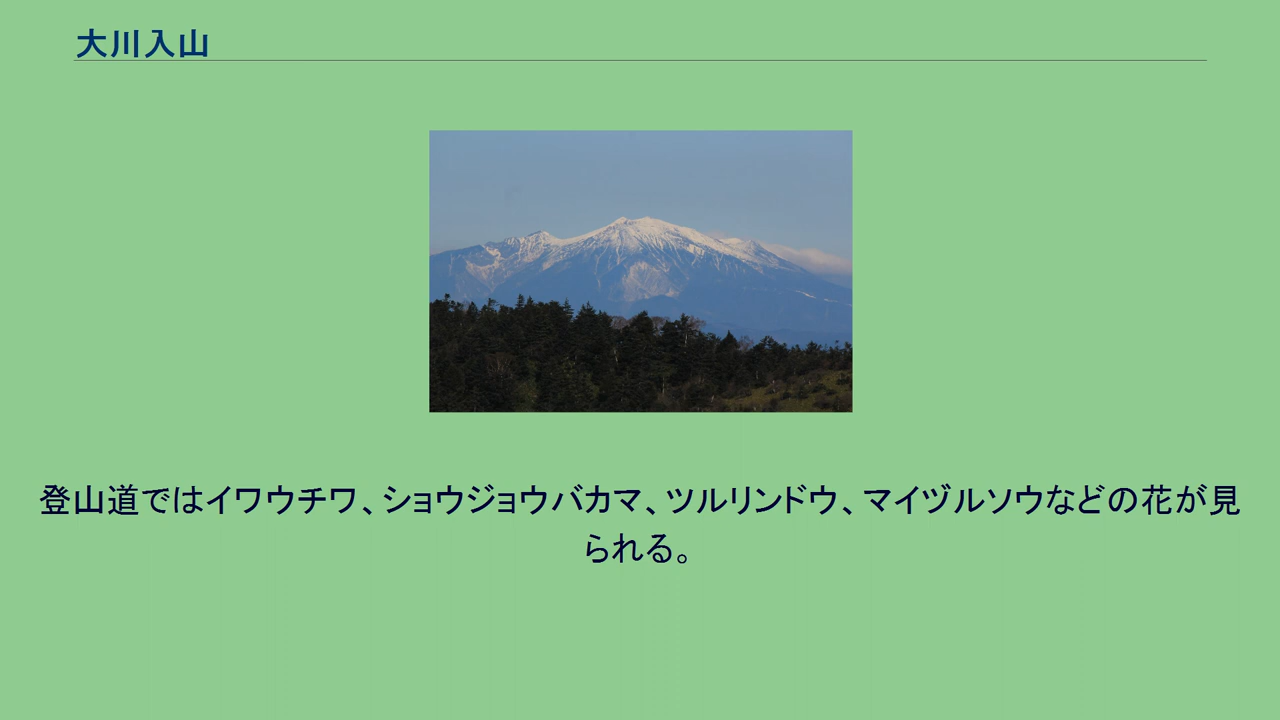 大川入山
登山道ではイワウチワ、ショウジョウバカマ、ツルリンドウ、マイヅルソウなどの花が見
られる。